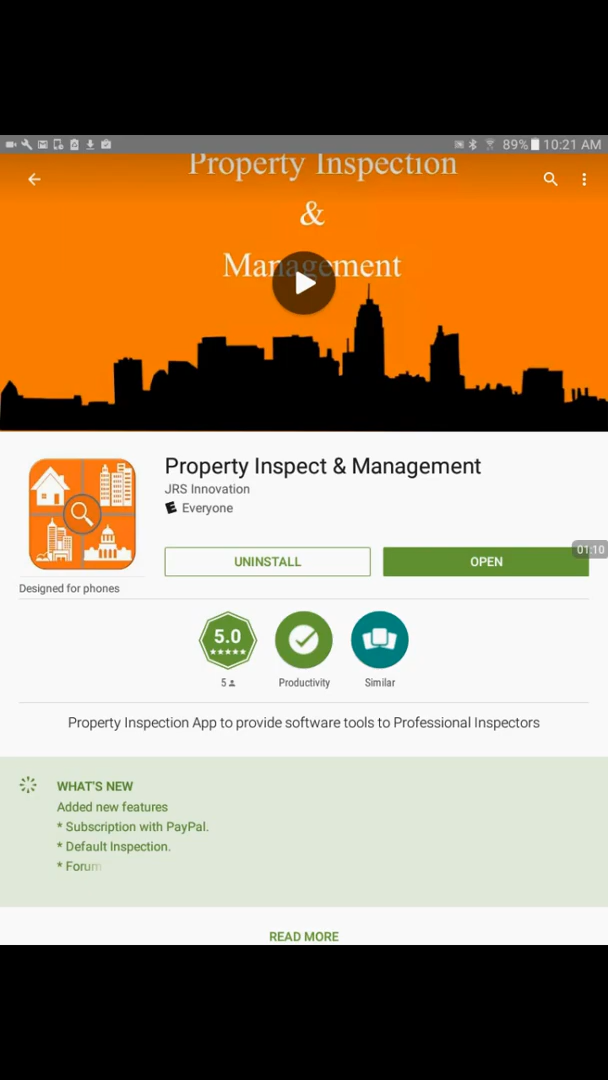 89% 10:21 AM
Property Inspection
&
Management
Property Inspect & Management
JRS Innovation
E Everyone
UNINSTALL
OPEN
01:10
Designed for phones
5.0
5
Productivity
Similar
Property Inspection App to provide software tools to Professional Inspectors
WHAT'S NEW
Added new features
* Subscription with PayPal.
* Default Inspection.
* Forum
READ MORE